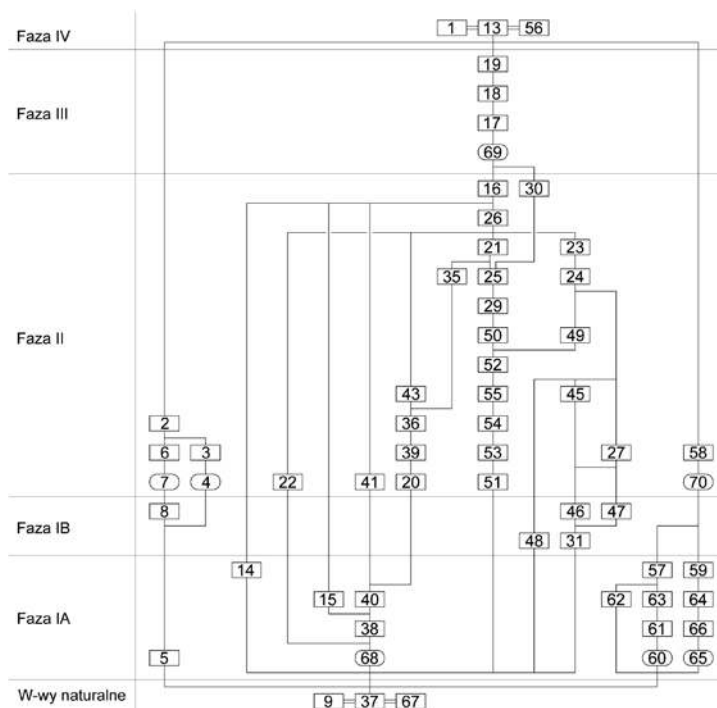 Faza IV 1 13 56
19
Faza III 18
17
69
16 30
26
21 23
35 25 24
29
Faza II 50 49
52
43 55 45
2 36 54
6 3 39 53 27 58
7 4 22 41 20 51 70
8 46 47
Faza IB 48 31
14 57 59
15 40 62 63 64
Faza IA 38 61 66
5 68 60 65
W-wy naturalne 9 37 67